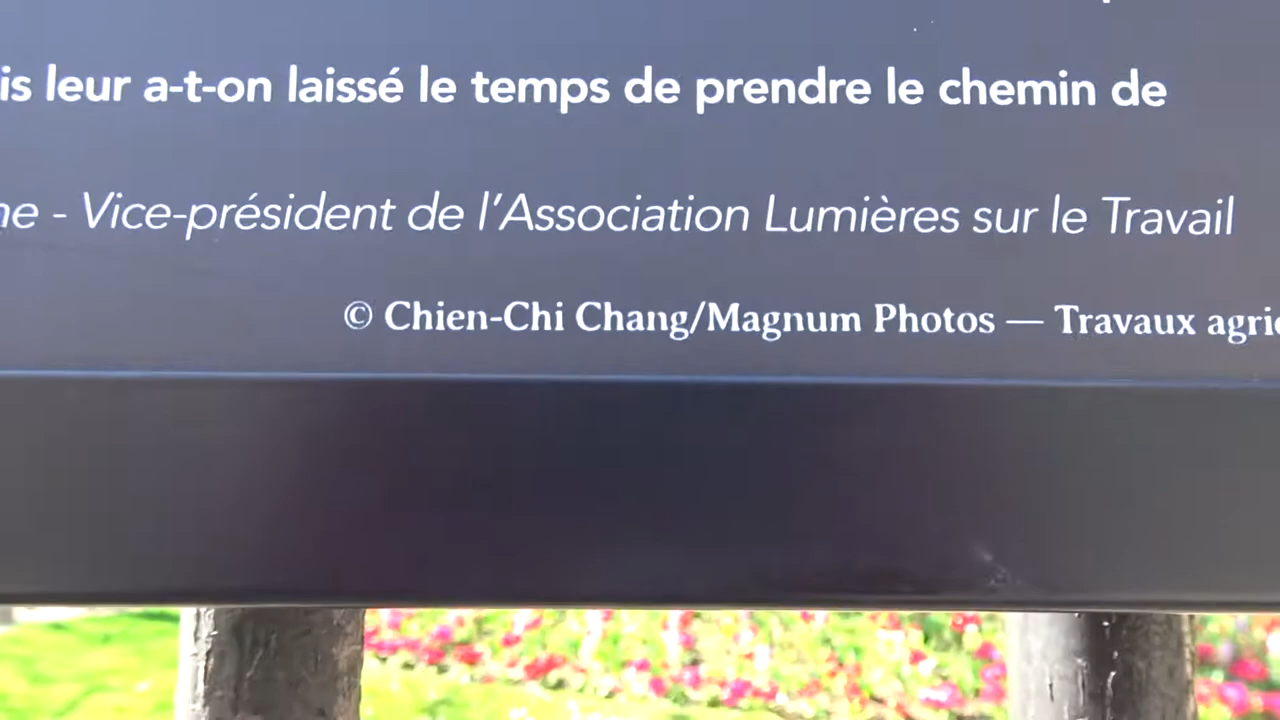 is leur a-t-on laissé le temps de prendre le chemin de
ne - Vice-président de l'Association Lumières sur le Travail
© Chien-Chi Chang/Magnum Photos — Travaux agric